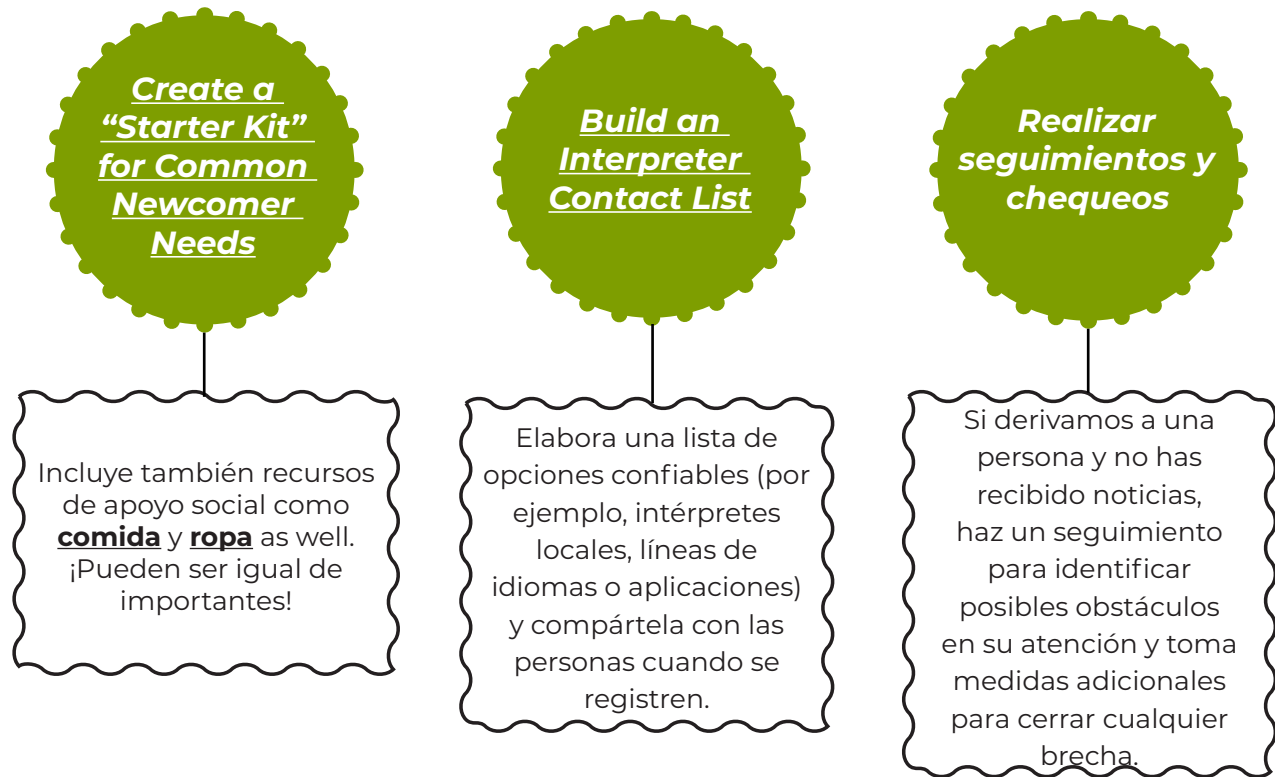 Create a
“Starter Kit”
for Common
Newcomer
Needs
Incluye también recursos
de apoyo social como
comida y ropa as well.
¡Pueden ser igual de
importantes!
Build an
Interpreter
Contact List
Elabora una lista de
opciones confiables (por
ejemplo, intérpretes
locales, líneas de
idiomas o aplicaciones)
y compártela con las
personas cuando se
registren.
Realizar
seguimientos y
chequeos
Si derivamos a una
persona y no has
recibido noticias,
haz un seguimiento
para identificar
posibles obstáculos
en su atención y toma
medidas adicionales
para cerrar cualquier
brecha.